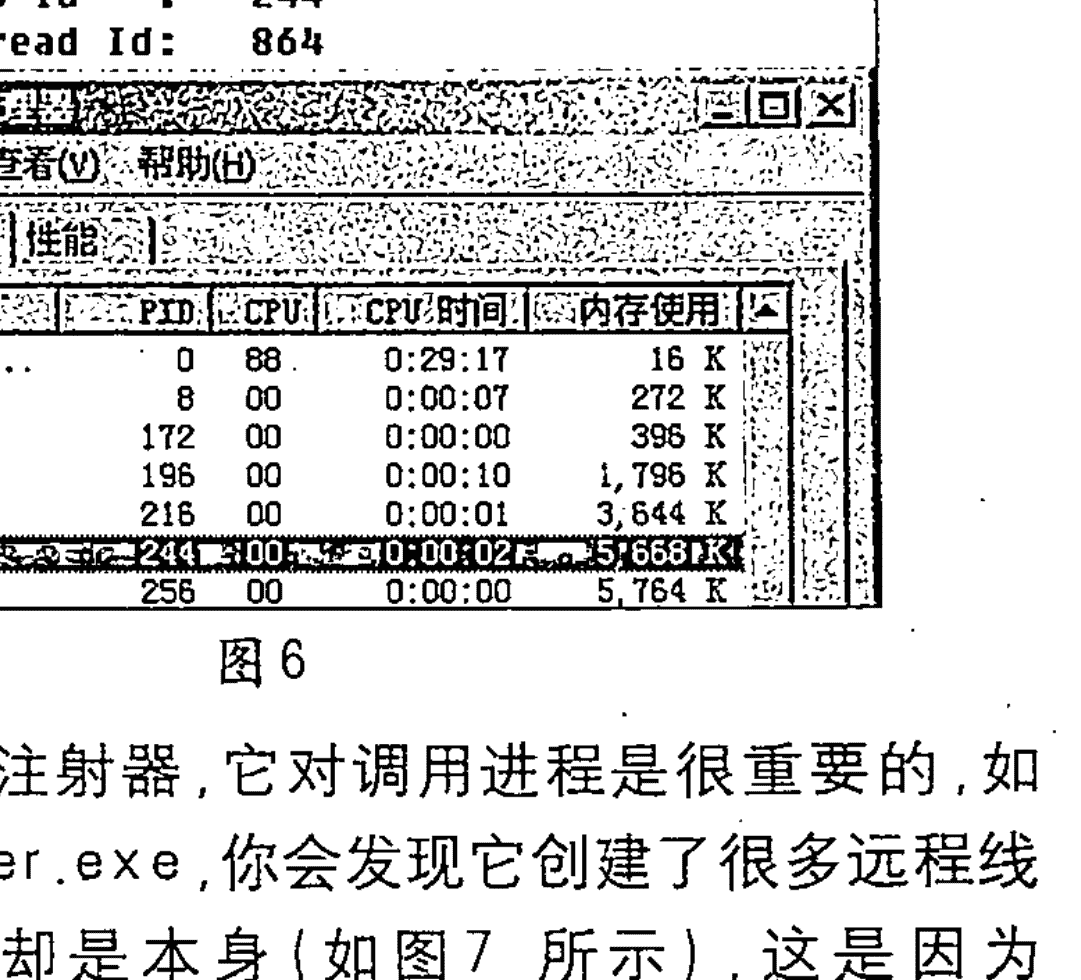 Id : 244
read Id: 864
理器
查看(V) 帮助(H)
性能
PID CPU CPU 时间 内存使用
.. 0 88 0:29:17 16 K
8 00 0:00:07 272 K
172 00 0:00:00 396 K
196 00 0:00:10 1,796 K
216 00 0:00:01 3,644 K
244 00 0:00:02 5,668 K
256 00 0:00:00 5,764 K
图 6
注射器,它对调用进程是很重要的,如
er.exe,你会发现它创建了很多远程线
却是本身(如图7 所示),这是因为